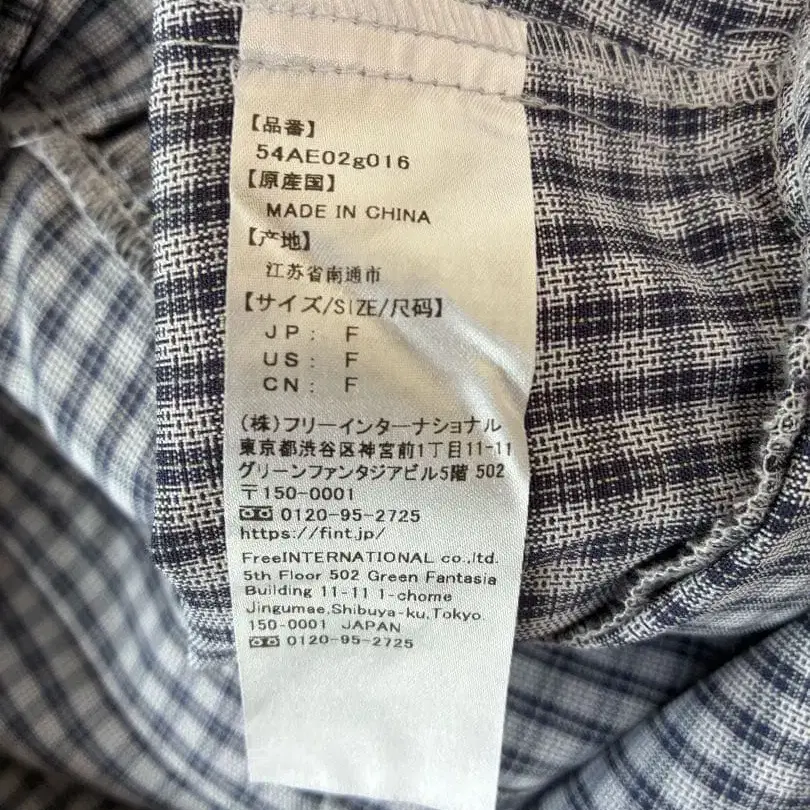 【品番】
54AE02g016
【原産国】
MADE IN CHINA
【产地】
江苏省南通市
【サイズ/SIZE/尺码】
JP: F
US: F
CN: F
(株)フリーインターナショナル
東京都渋谷区神宮前1丁目11-11
グリーンファンタジアビル5階 502
〒150-0001
0120-95-2725
https://fint.jp/
FreeINTERNATIONAL co.,ltd.
5th Floor 502 Green Fantasia
Building 11-11 1-chome
Jingumae,Shibuya-ku,Tokyo
150-0001 JAPAN
0120-95-2725